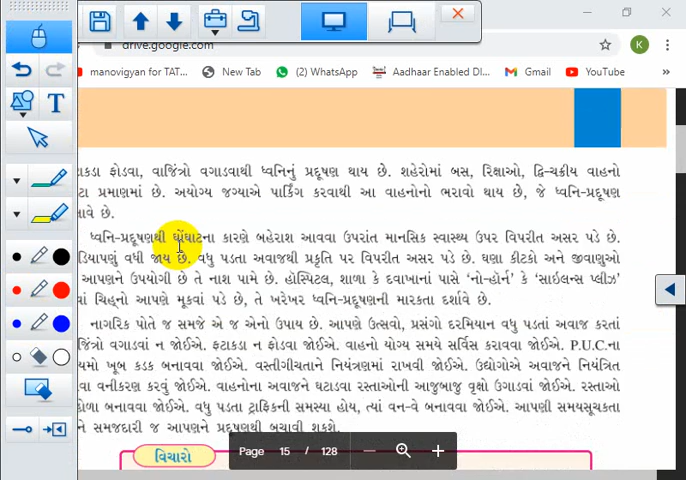 drive.google.com
K
manovigyan for TAT...
New Tab
(2) WhatsApp
Aadhaar Enabled DI...
Gmail
YouTube
ફોડવા, વાજિંત્રો વગાડવાથી ધ્વનિનું પ્રદૂષણ થાય છે. શહેરોમાં બસ, રિક્ષાઓ, દ્વિ-ચક્રીય વાહનો
પ્રમાણમાં છે. અયોગ્ય જગ્યાએ પાર્કિંગ કરવાથી આ વાહનોનો ભરાવો થાય છે, જે ધ્વનિ-પ્રદૂષણ
છે.
ધ્વનિ-પ્રદૂષણથી ઘોંઘાટના કારણે બહેરાશ આવવા ઉપરાંત માનસિક સ્વાસ્થ્ય ઉપર વિપરીત અસર પડે છે.
વધી જાય છે. વધુ પડતા અવાજથી પ્રકૃતિ પર વિપરીત અસર પડે છે. ઘણા કીટકો અને જીવાણુઓ
આપણને ઉપયોગી છે તે નાશ પામે છે. હૉસ્પિટલ, શાળા કે દવાખાનાં પાસે 'નો-હૉર્ન' કે 'સાઇલન્સ પ્લીઝ'
ચિહ્નો આપણે મૂકવાં પડે છે, તે ખરેખર ધ્વનિ-પ્રદૂષણની મારકતા દર્શાવે છે.
નાગરિક પોતે જ સમજે એ જ એનો ઉપાય છે. આપણે ઉત્સવો, પ્રસંગો દરમિયાન વધુ પડતાં અવાજ કરતાં
વગાડવાં ન જોઈએ. ફટાકડા ન ફોડવા જોઈએ. વાહનો યોગ્ય સમયે સર્વિસ કરાવવા જોઈએ. P.U.C.ના
ખૂબ કડક બનાવવા જોઈએ. વસ્તીગીચતાને નિયંત્રણમાં રાખવી જોઈએ. ઉદ્યોગોએ અવાજને નિયંત્રિત
વનીકરણ કરવું જોઈએ. વાહનોના અવાજને ઘટાડવા રસ્તાઓની આજુબાજુ વૃક્ષો ઉગાડવાં જોઈએ. રસ્તાઓ
બનાવવા જોઈએ. વધુ પડતા ટ્રાફિકની સમસ્યા હોય, ત્યાં વન-વે બનાવવા જોઈએ. આપણી સમયસૂચકતા
સમજદારી જ આપણને પ્રદૂષણથી બચાવી શકશે.
વિચારો
Page 15 / 128